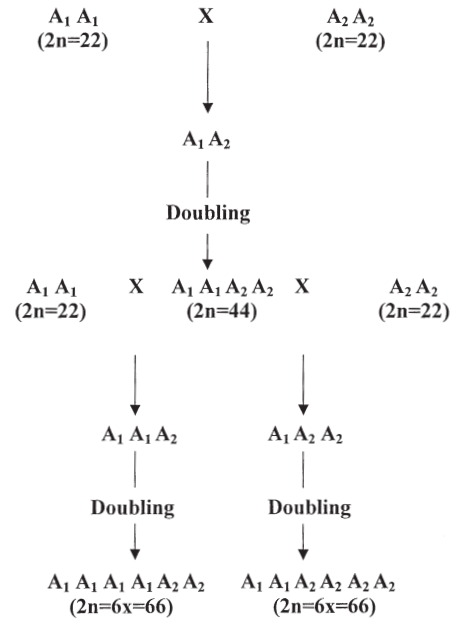 A₁ A₁ X A₂ A₂
(2n=22) (2n=22)
A₁ A₂
Doubling
A₁ A₁ X A₁ A₁ A₂ A₂ X A₂ A₂
(2n=22) (2n=44) (2n=22)
A₁ A₁ A₂ A₁ A₂ A₂
Doubling Doubling
A₁ A₁ A₁ A₁ A₂ A₂ A₁ A₁ A₂ A₂ A₂ A₂
(2n=6x=66) (2n=6x=66)